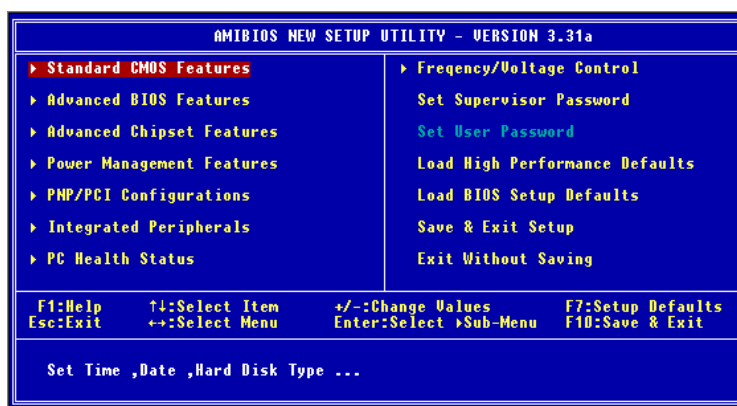 AMIBIOS NEW SETUP UTILITY - VERSION 3.31a
▸ Standard CMOS Features
▸ Advanced BIOS Features
▸ Advanced Chipset Features
▸ Power Management Features
▸ PNP/PCI Configurations
▸ Integrated Peripherals
▸ PC Health Status
▸ Freqency/Voltage Control
Set Supervisor Password
Set User Password
Load High Performance Defaults
Load BIOS Setup Defaults
Save & Exit Setup
Exit Without Saving
F1:Help ↑↓:Select Item +/-:Change Values F7:Setup Defaults
Esc:Exit ↔:Select Menu Enter:Select ▸Sub-Menu F10:Save & Exit
Set Time ,Date ,Hard Disk Type ...